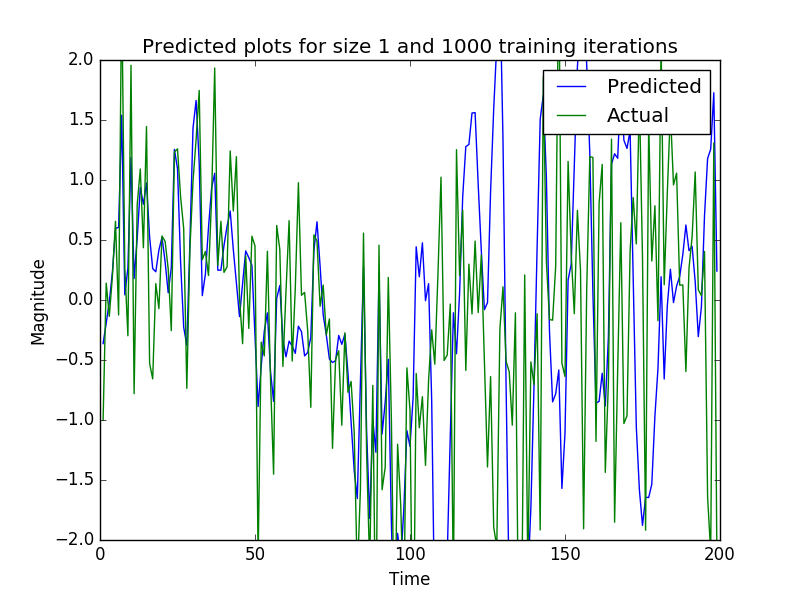 Predicted plots for size 1 and 1000 training iterations
2.0
1.5
1.0
0.5
0.0
−0.5
−1.0
−1.5
−2.0
Magnitude
Predicted
Actual
0 50 100 150 200
Time